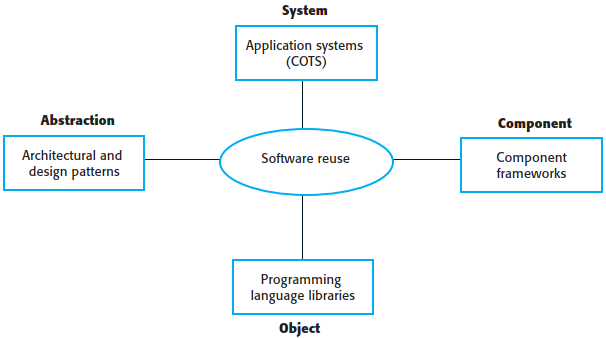 System
Application systems
(COTS)
Abstraction
Component
Architectural and
design patterns
Software reuse
Component
frameworks
Programming
language libraries
Object